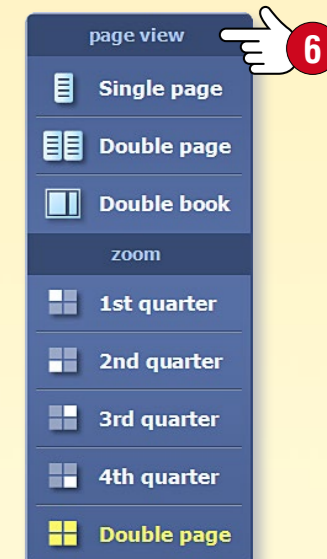 page view
6
Single page
Double page
Double book
zoom
1st quarter
2nd quarter
3rd quarter
4th quarter
Double page